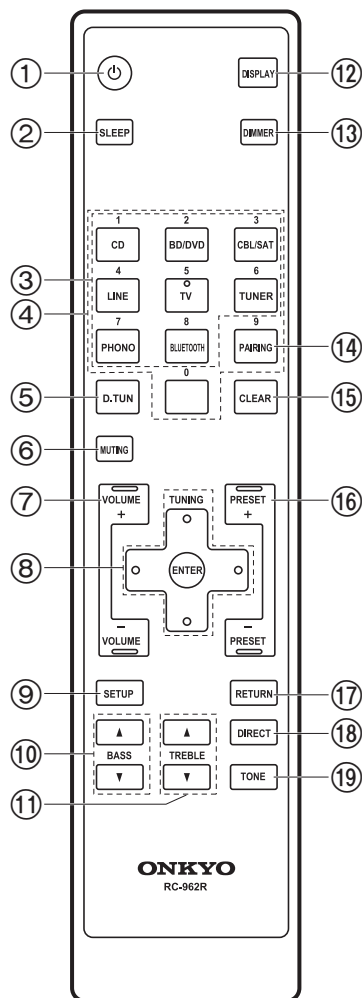 ① ⑫ DISPLAY
② SLEEP DIMMER ⑬
1 2 3
CD BD/DVD CBL/SAT
③
4 5 6
LINE TV TUNER
④
7 8 9
PHONO BLUETOOTH PAIRING ⑭
0
⑤ D.TUN CLEAR ⑮
⑥ MUTING
⑦ VOLUME TUNING PRESET ⑯
+ +
⑧ ENTER
− −
VOLUME PRESET
⑨ SETUP RETURN ⑰
▲ ▲ DIRECT ⑱
⑩ BASS TREBLE
▼ ▼ TONE ⑲
⑪
ONKYO
RC-962R